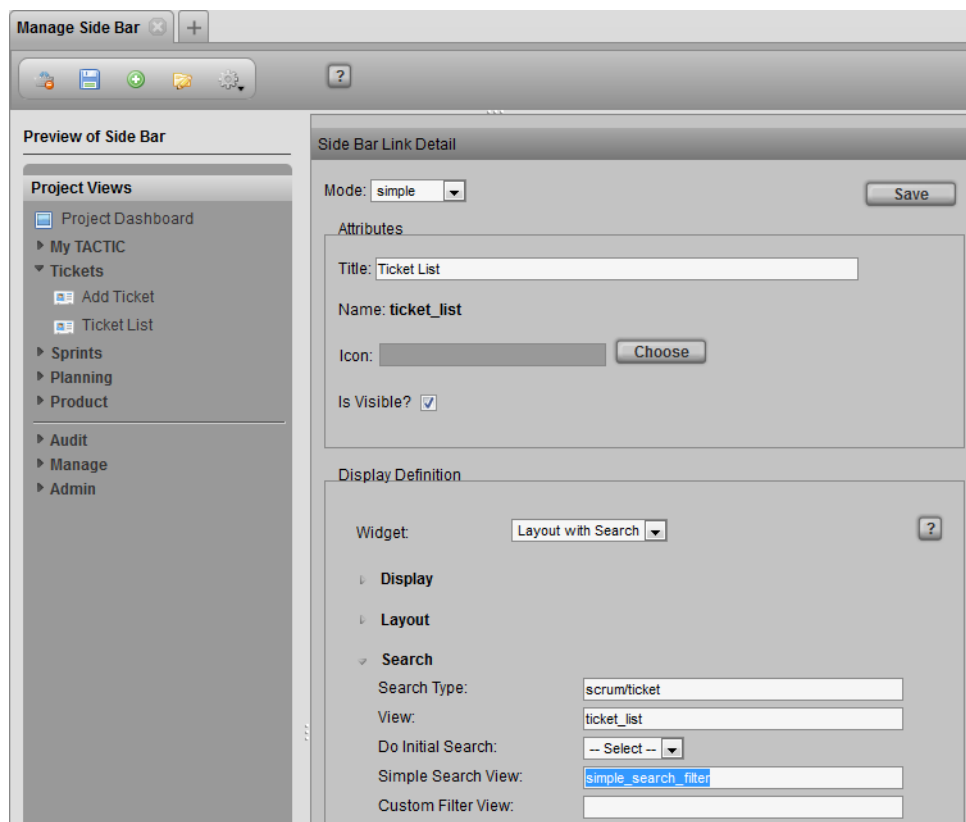 Manage Side Bar
Preview of Side Bar
Project Views
Project Dashboard
My TACTIC
Tickets
Add Ticket
Ticket List
Sprints
Planning
Product
Audit
Manage
Admin
?
Side Bar Link Detail
Mode: simple
Save
Attributes
Title: Ticket List
Name: ticket_list
Icon: Choose
Is Visible?
Display Definition
Widget: Layout with Search ?
Display
Layout
Search
Search Type: scrum/ticket
View: ticket_list
Do Initial Search: -- Select --
Simple Search View: simple_search_filter
Custom Filter View: